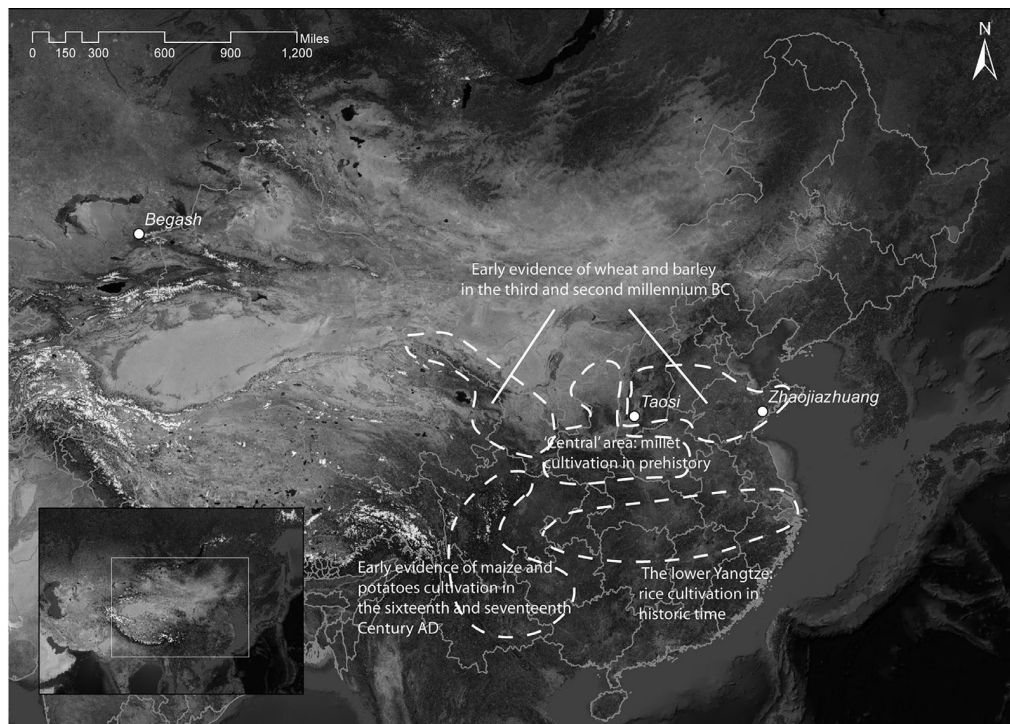 Miles
0 150 300 600 900 1,200
N
Begash
Early evidence of wheat and barley
in the third and second millennium BC
Taosi
Zhaojiazhuang
'Central' area: millet
cultivation in prehistory
Early evidence of maize and
potatoes cultivation in
the sixteenth and seventeenth
Century AD
The lower Yangtze:
rice cultivation in
historic time